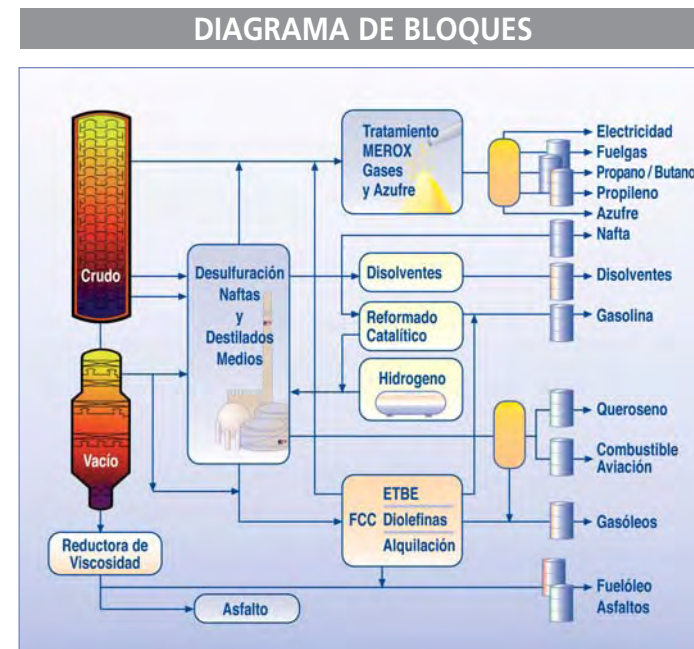 DIAGRAMA DE BLOQUES
Crudo
Vacío
Reductora de
Viscosidad
Asfalto
Desulfuración
Naftas
y
Destilados
Medios
Tratamiento
MEROX
Gases
y Azufre
Disolventes
Reformado
Catalítico
Hidrogeno
ETBE
FCC Diolefinas
Alquilación
Electricidad
Fuelgas
Propano / Butano
Propileno
Azufre
Nafta
Disolventes
Gasolina
Queroseno
Combustible
Aviación
Gasóleos
Fuelóleo
Asfaltos